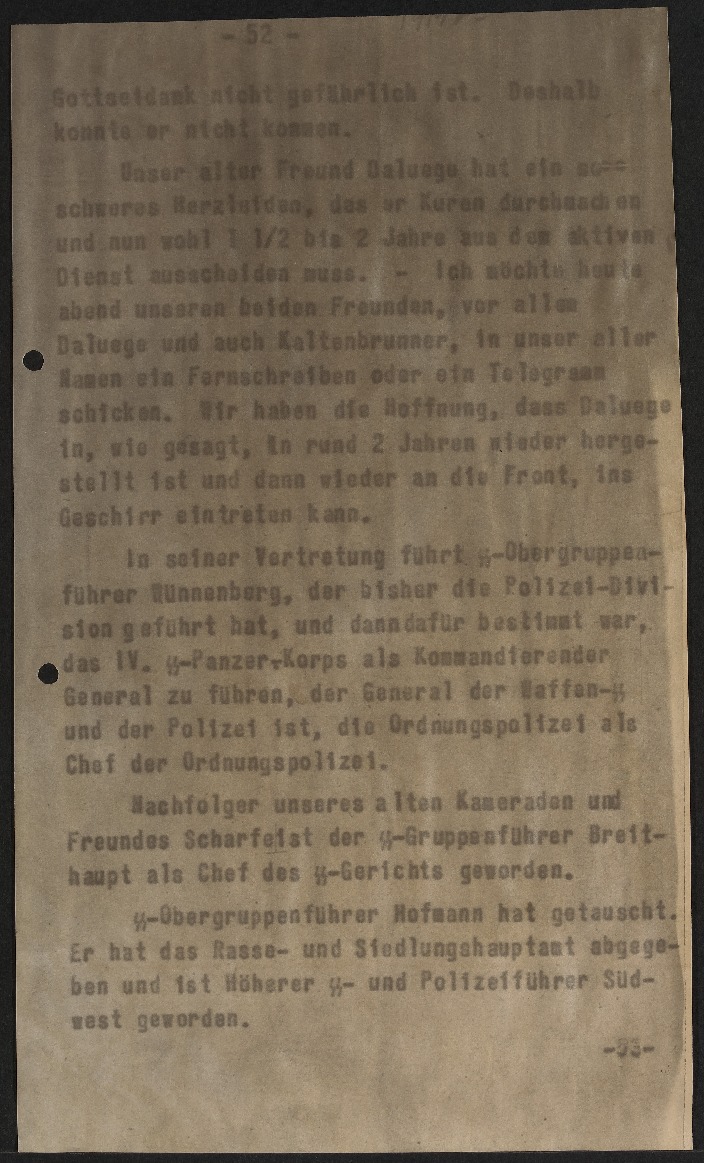 - 52 -
Gottseidank nicht gefährlich ist. Deshalb
konnte er nicht kommen.
Unser alter Freund Daluege hat ein so==
schweres Herzleiden, das er Kuren durchmachen
und nun wohl 1 1/2 bis 2 Jahre aus dem aktiven
Dienst ausscheiden muss. - Ich möchte heute
abend unseren beiden Freunden, vor allem
Daluege und auch Kaltenbrunner, in unser aller
Namen ein Fernschreiben oder ein Telegramm
schicken. Wir haben die Hoffnung, dass Daluege
in, wie gesagt, in rund 2 Jahren wieder herge-
stellt ist und dann wieder an die Front, ins
Geschirr eintreten kann.
In seiner Vertretung führt ᛋᛋ-Obergruppen-
führer Wünnenberg, der bisher die Polizei-Divi-
sion geführt hat, und dann dafür bestimmt war,
das IV. ᛋᛋ-Panzer-Korps als Kommandierender
General zu führen, der General der Waffen-ᛋᛋ
und der Polizei ist, die Ordnungspolizei als
Chef der Ordnungspolizei.
Nachfolger unseres alten Kameraden und
Freundes Scharfe ist der ᛋᛋ-Gruppenführer Breit-
haupt als Chef des ᛋᛋ-Gerichts geworden.
ᛋᛋ-Obergruppenführer Hofmann hat getauscht.
Er hat das Rasse- und Siedlungshauptamt abgege-
ben und ist Höherer ᛋᛋ- und Polizeiführer Süd-
west geworden.
-53-